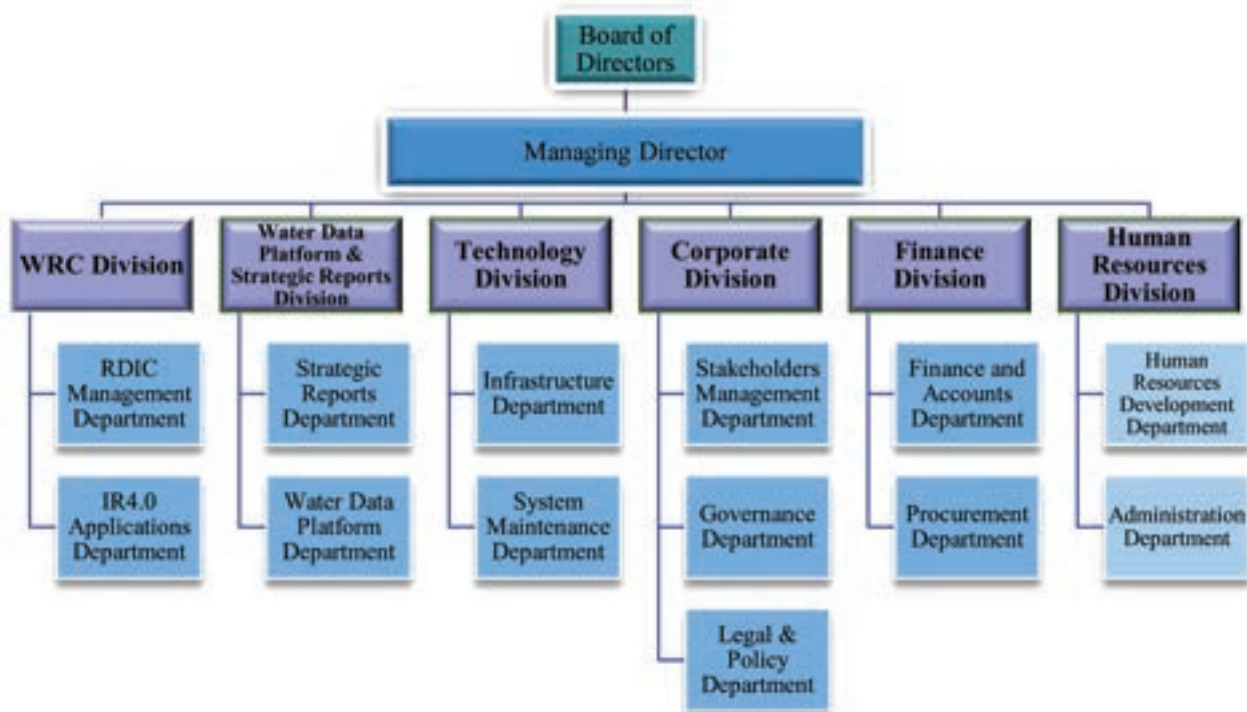 Board of
Directors
Managing Director
WRC Division
Water Data
Platform &
Strategic Reports
Division
Technology
Division
Corporate
Division
Finance
Division
Human
Resources
Division
RDIC
Management
Department
Strategic
Reports
Department
Infrastructure
Department
Stakeholders
Management
Department
Finance and
Accounts
Department
Human
Resources
Development
Department
IR4.0
Applications
Department
Water Data
Platform
Department
System
Maintenance
Department
Governance
Department
Procurement
Department
Administration
Department
Legal &
Policy
Department